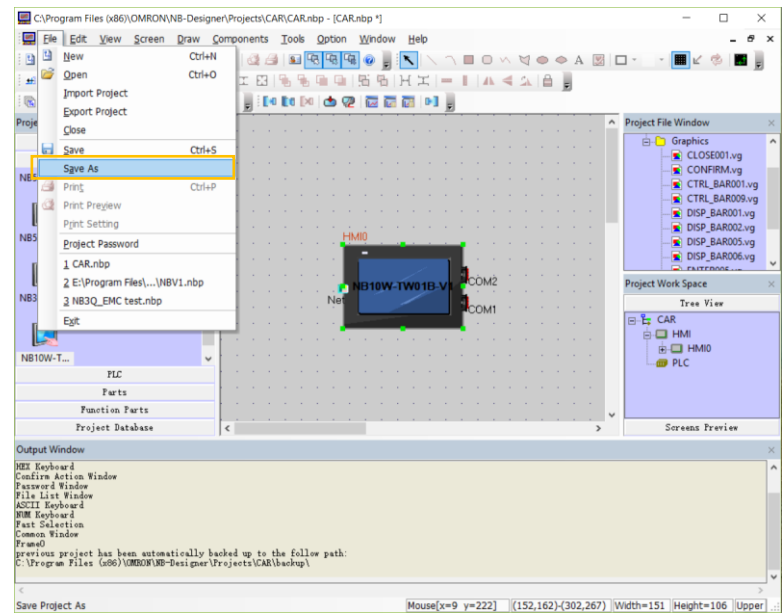 C:\Program Files (x86)\OMRON\NB-Designer\Projects\CAR\CAR.nbp - [CAR.nbp *]
File Edit View Screen Draw Components Tools Option Window Help
New Ctrl+N
Open Ctrl+O
Import Project
Export Project
Close
Save Ctrl+S
Save As
Print Ctrl+P
Print Preview
Print Setting
Project Password
1 CAR.nbp
2 E:\Program Files\...\NBV1.nbp
3 NB3Q_EMC test.nbp
Exit
Proje
NB5
NB5
NB3
NB10W-T...
PLC
Parts
Function Parts
Project Database
HMI0
NB10W-TW01B-V1
Net
COM2
COM1
Project File Window
Graphics
CLOSE001.vg
CONFIRM.vg
CTRL_BAR001.vg
CTRL_BAR009.vg
DISP_BAR001.vg
DISP_BAR002.vg
DISP_BAR005.vg
DISP_BAR006.vg
Project Work Space
Tree View
CAR
HMI
HMI0
PLC
Screens Preview
Output Window
HEX Keyboard
Confirm Action Window
Password Window
File List Window
ASCII Keyboard
NUM Keyboard
Fast Selection
Common Window
Frame0
previous project has been automatically backed up to the follow path:
C:\Program Files (x86)\OMRON\NB-Designer\Projects\CAR\backup\
Save Project As Mouse[x=9 y=222] (152,162)-(302,267) Width=151 Height=106 Upper